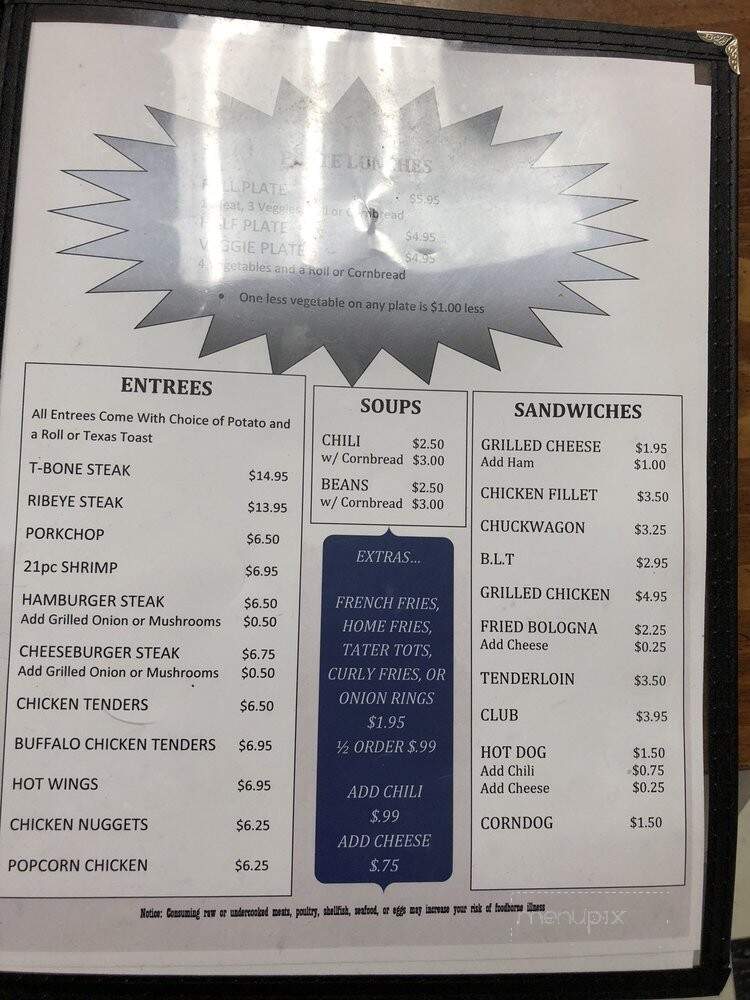 LUNCHES
PLATE $5.95
3 Veggies or Cornbread
PLATE $4.95
VEGGIE PLATE $4.95
4 Vegetables and a Roll or Cornbread
• One less vegetable on any plate is $1.00 less
ENTREES
All Entrees Come With Choice of Potato and
a Roll or Texas Toast
T-BONE STEAK $14.95
RIBEYE STEAK $13.95
PORKCHOP $6.50
21pc SHRIMP $6.95
HAMBURGER STEAK $6.50
Add Grilled Onion or Mushrooms $0.50
CHEESEBURGER STEAK $6.75
Add Grilled Onion or Mushrooms $0.50
CHICKEN TENDERS $6.50
BUFFALO CHICKEN TENDERS $6.95
HOT WINGS $6.95
CHICKEN NUGGETS $6.25
POPCORN CHICKEN $6.25
SOUPS
CHILI $2.50
w/ Cornbread $3.00
BEANS $2.50
w/ Cornbread $3.00
EXTRAS...
FRENCH FRIES,
HOME FRIES,
TATER TOTS,
CURLY FRIES, OR
ONION RINGS
$1.95
½ ORDER $.99
ADD CHILI
$.99
ADD CHEESE
$.75
SANDWICHES
GRILLED CHEESE $1.95
Add Ham $1.00
CHICKEN FILLET $3.50
CHUCKWAGON $3.25
B.L.T $2.95
GRILLED CHICKEN $4.95
FRIED BOLOGNA $2.25
Add Cheese $0.25
TENDERLOIN $3.50
CLUB $3.95
HOT DOG $1.50
Add Chili $0.75
Add Cheese $0.25
CORNDOG $1.50
Notice: Consuming raw or undercooked meats, poultry, shellfish, seafood, or eggs may increase your risk of foodborne illness
menupix